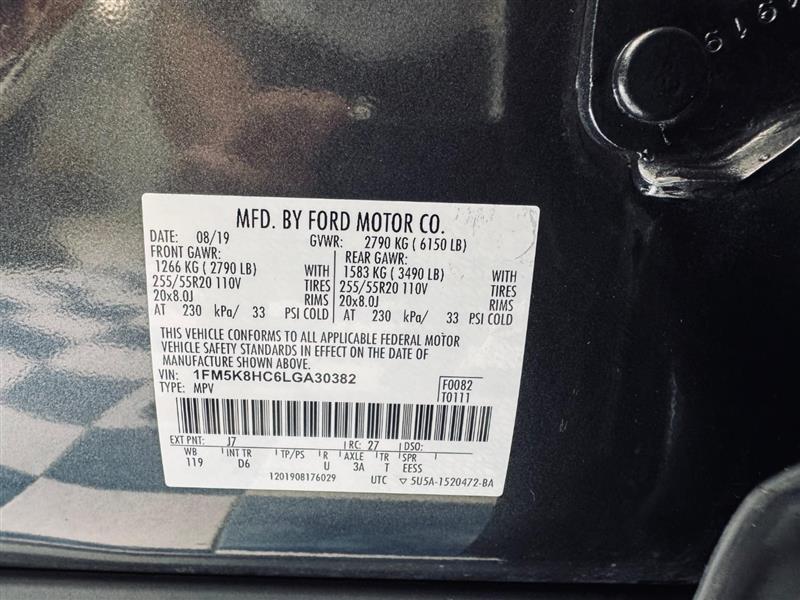 1919
MFD. BY FORD MOTOR CO.
DATE: 08/19 GVWR: 2790 KG ( 6150 LB)
FRONT GAWR: REAR GAWR:
1266 KG ( 2790 LB) WITH 1583 KG ( 3490 LB) WITH
255/55R20 110V TIRES 255/55R20 110V TIRES
20x8.0J RIMS 20x8.0J RIMS
AT 230 kPa/ 33 PSI COLD AT 230 kPa/ 33 PSI COLD
THIS VEHICLE CONFORMS TO ALL APPLICABLE FEDERAL MOTOR
VEHICLE SAFETY STANDARDS IN EFFECT ON THE DATE OF
MANUFACTURE SHOWN ABOVE.
VIN: 1FM5K8HC6LGA30382 F0082
TYPE: MPV T0111
EXT PNT: J7 RC: 27 DSO:
WB INT TR TP/PS R AXLE TR SPR
119 D6 U 3A T EESS
1201908176029 UTC ▽ 5U5A-1520472-BA